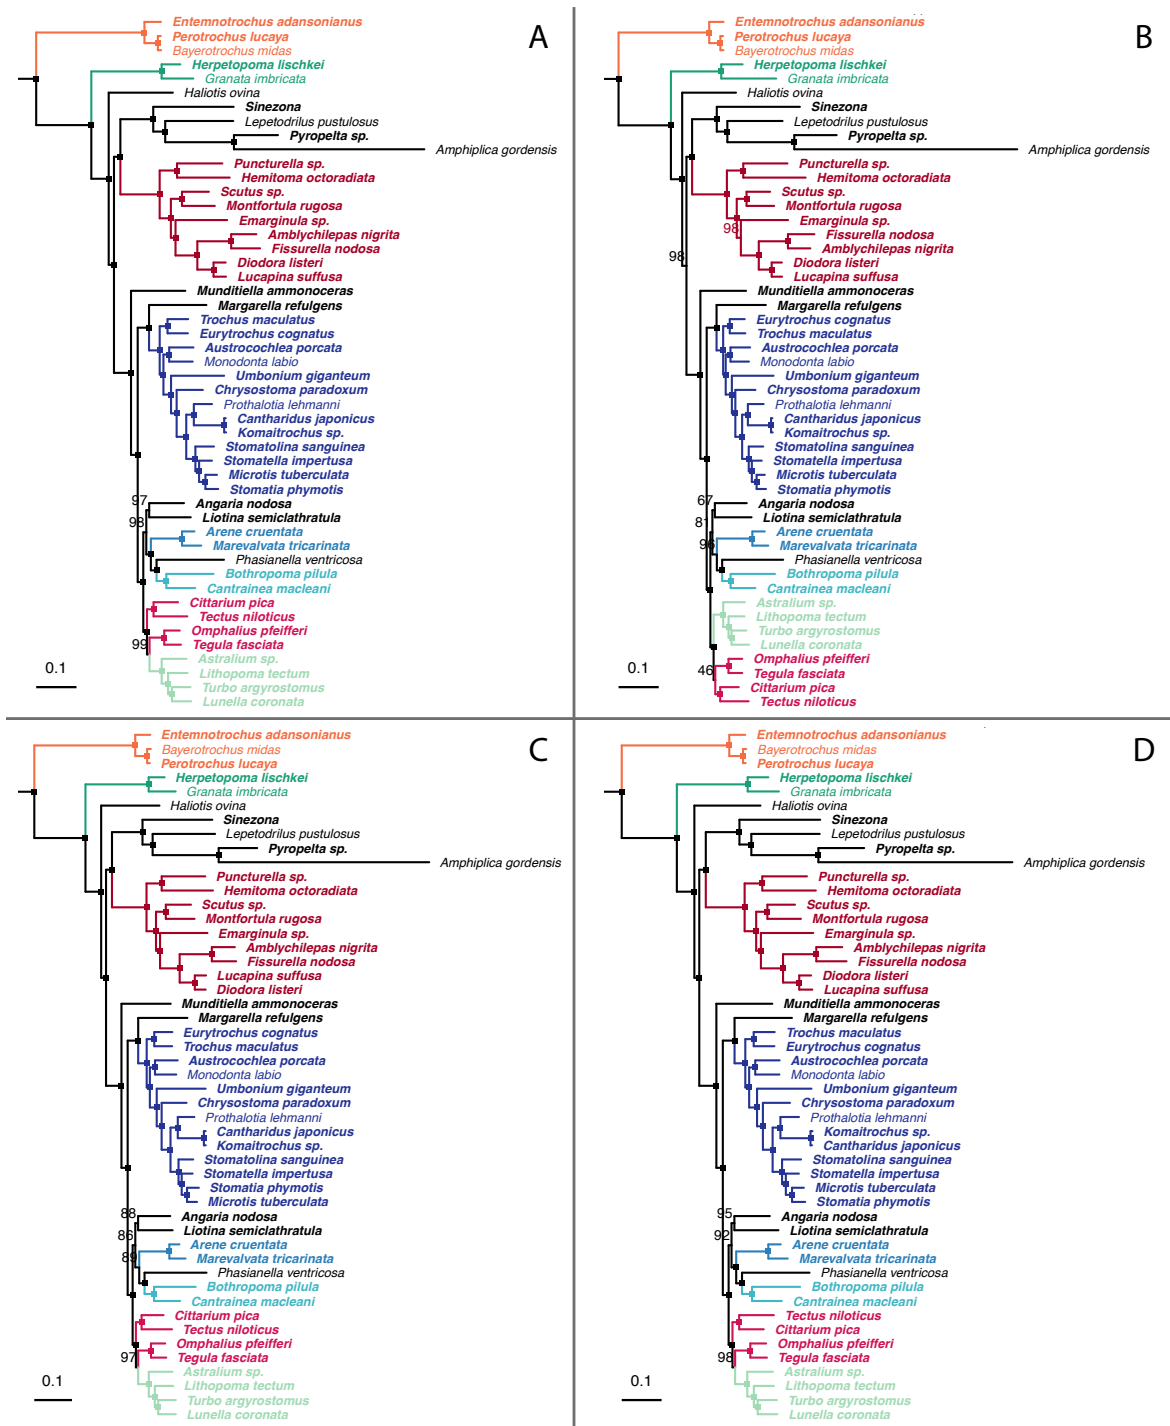 A
Entemnotrochus adansonianus
Perotrochus lucaya
Bayerotrochus midas
Herpetopoma lischkei
Granata imbricata
Haliotis ovina
Sinezona
Lepetodrilus pustulosus
Pyropelta sp.
Amphiplica gordensis
Puncturella sp.
Hemitoma octoradiata
Scutus sp.
Montfortula rugosa
Emarginula sp.
Amblychilepas nigrita
Fissurella nodosa
Diodora listeri
Lucapina suffusa
Munditiella ammonoceras
Margarella refulgens
Trochus maculatus
Eurytrochus cognatus
Austrocochlea porcata
Monodonta labio
Umbonium giganteum
Chrysostoma paradoxum
Prothalotia lehmanni
Cantharidus japonicus
Komaitrochus sp.
Stomatolina sanguinea
Stomatella impertusa
Microtis tuberculata
Stomatia phymotis
97
Angaria nodosa
98
Liotina semiclathratula
Arene cruentata
Marevalvata tricarinata
Phasianella ventricosa
Bothropoma pilula
Cantrainea macleani
Cittarium pica
Tectus niloticus
Omphalius pfeifferi
99
Tegula fasciata
Astralium sp.
Lithopoma tectum
Turbo argyrostomus
Lunella coronata
0.1
B
Entemnotrochus adansonianus
Perotrochus lucaya
Bayerotrochus midas
Herpetopoma lischkei
Granata imbricata
Haliotis ovina
Sinezona
Lepetodrilus pustulosus
Pyropelta sp.
Amphiplica gordensis
Puncturella sp.
Hemitoma octoradiata
Scutus sp.
Montfortula rugosa
Emarginula sp.
98
Fissurella nodosa
Amblychilepas nigrita
98
Diodora listeri
Lucapina suffusa
Munditiella ammonoceras
Margarella refulgens
Eurytrochus cognatus
Trochus maculatus
Austrocochlea porcata
Monodonta labio
Umbonium giganteum
Chrysostoma paradoxum
Prothalotia lehmanni
Cantharidus japonicus
Komaitrochus sp.
Stomatolina sanguinea
Stomatella impertusa
Microtis tuberculata
Stomatia phymotis
67
Angaria nodosa
81
Liotina semiclathratula
Arene cruentata
96
Marevalvata tricarinata
Phasianella ventricosa
Bothropoma pilula
Cantrainea macleani
Astralium sp.
Lithopoma tectum
Turbo argyrostomus
Lunella coronata
Omphalius pfeifferi
46
Tegula fasciata
Cittarium pica
Tectus niloticus
0.1
C
Entemnotrochus adansonianus
Bayerotrochus midas
Perotrochus lucaya
Herpetopoma lischkei
Granata imbricata
Haliotis ovina
Sinezona
Lepetodrilus pustulosus
Pyropelta sp.
Amphiplica gordensis
Puncturella sp.
Hemitoma octoradiata
Scutus sp.
Montfortula rugosa
Emarginula sp.
Amblychilepas nigrita
Fissurella nodosa
Lucapina suffusa
Diodora listeri
Munditiella ammonoceras
Margarella refulgens
Eurytrochus cognatus
Trochus maculatus
Austrocochlea porcata
Monodonta labio
Umbonium giganteum
Chrysostoma paradoxum
Prothalotia lehmanni
Cantharidus japonicus
Komaitrochus sp.
Stomatolina sanguinea
Stomatella impertusa
Stomatia phymotis
Microtis tuberculata
88
Angaria nodosa
86
Liotina semiclathratula
Arene cruentata
89
Marevalvata tricarinata
Phasianella ventricosa
Bothropoma pilula
Cantrainea macleani
Cittarium pica
Tectus niloticus
Omphalius pfeifferi
97
Tegula fasciata
Astralium sp.
Lithopoma tectum
Turbo argyrostomus
Lunella coronata
0.1
D
Entemnotrochus adansonianus
Bayerotrochus midas
Perotrochus lucaya
Herpetopoma lischkei
Granata imbricata
Haliotis ovina
Sinezona
Lepetodrilus pustulosus
Pyropelta sp.
Amphiplica gordensis
Puncturella sp.
Hemitoma octoradiata
Scutus sp.
Montfortula rugosa
Emarginula sp.
Amblychilepas nigrita
Fissurella nodosa
Diodora listeri
Lucapina suffusa
Munditiella ammonoceras
Margarella refulgens
Trochus maculatus
Eurytrochus cognatus
Austrocochlea porcata
Monodonta labio
Umbonium giganteum
Chrysostoma paradoxum
Prothalotia lehmanni
Komaitrochus sp.
Cantharidus japonicus
Stomatolina sanguinea
Stomatella impertusa
Microtis tuberculata
Stomatia phymotis
95
Angaria nodosa
92
Liotina semiclathratula
Arene cruentata
Marevalvata tricarinata
Phasianella ventricosa
Bothropoma pilula
Cantrainea macleani
Tectus niloticus
Cittarium pica
Omphalius pfeifferi
98
Tegula fasciata
Astralium sp.
Lithopoma tectum
Turbo argyrostomus
Lunella coronata
0.1